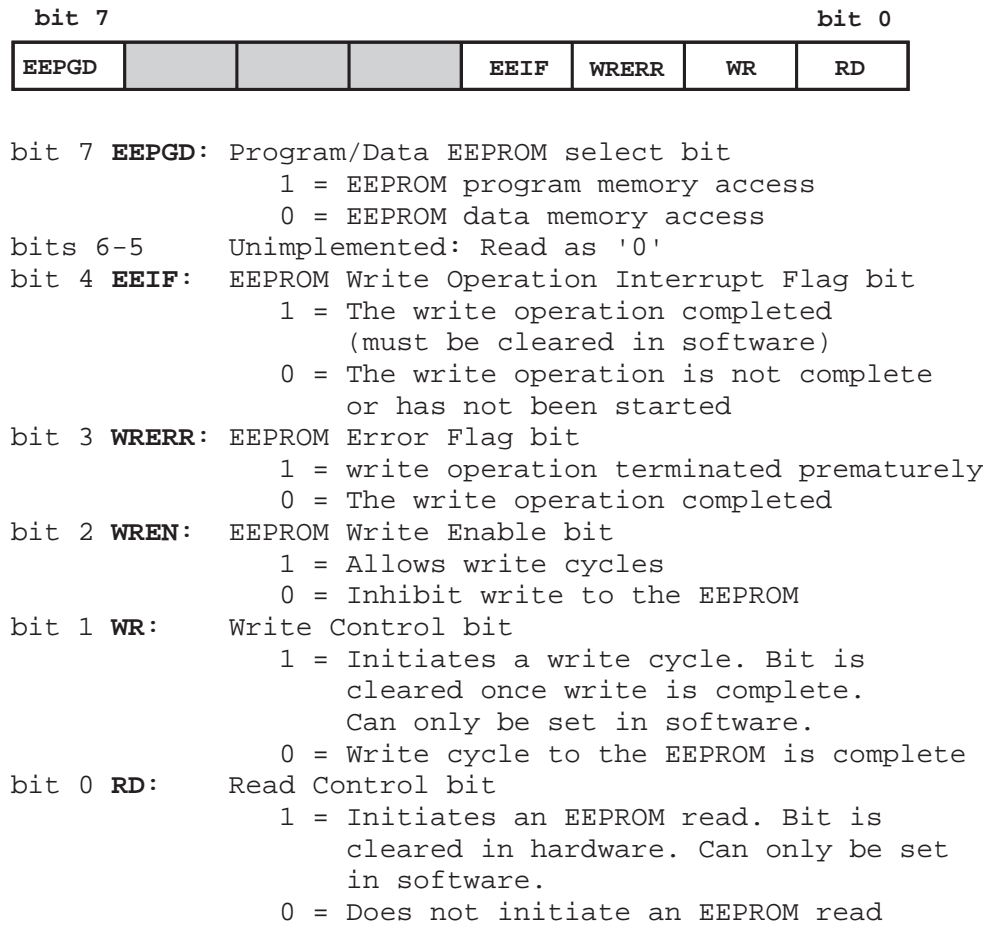 bit 7 bit 0
EEPGD EEIF WRERR WR RD
bit 7 EEPGD: Program/Data EEPROM select bit
1 = EEPROM program memory access
0 = EEPROM data memory access
bits 6-5 Unimplemented: Read as '0'
bit 4 EEIF: EEPROM Write Operation Interrupt Flag bit
1 = The write operation completed
(must be cleared in software)
0 = The write operation is not complete
or has not been started
bit 3 WRERR: EEPROM Error Flag bit
1 = write operation terminated prematurely
0 = The write operation completed
bit 2 WREN: EEPROM Write Enable bit
1 = Allows write cycles
0 = Inhibit write to the EEPROM
bit 1 WR: Write Control bit
1 = Initiates a write cycle. Bit is
cleared once write is complete.
Can only be set in software.
0 = Write cycle to the EEPROM is complete
bit 0 RD: Read Control bit
1 = Initiates an EEPROM read. Bit is
cleared in hardware. Can only be set
in software.
0 = Does not initiate an EEPROM read